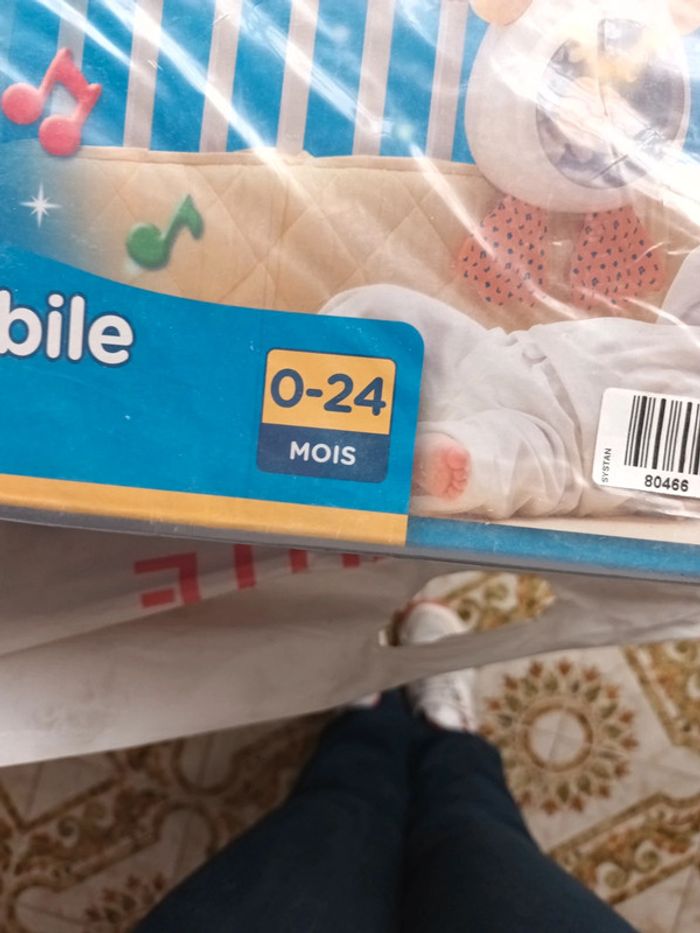 bile
0-24
MOIS
SYSTAN
80466